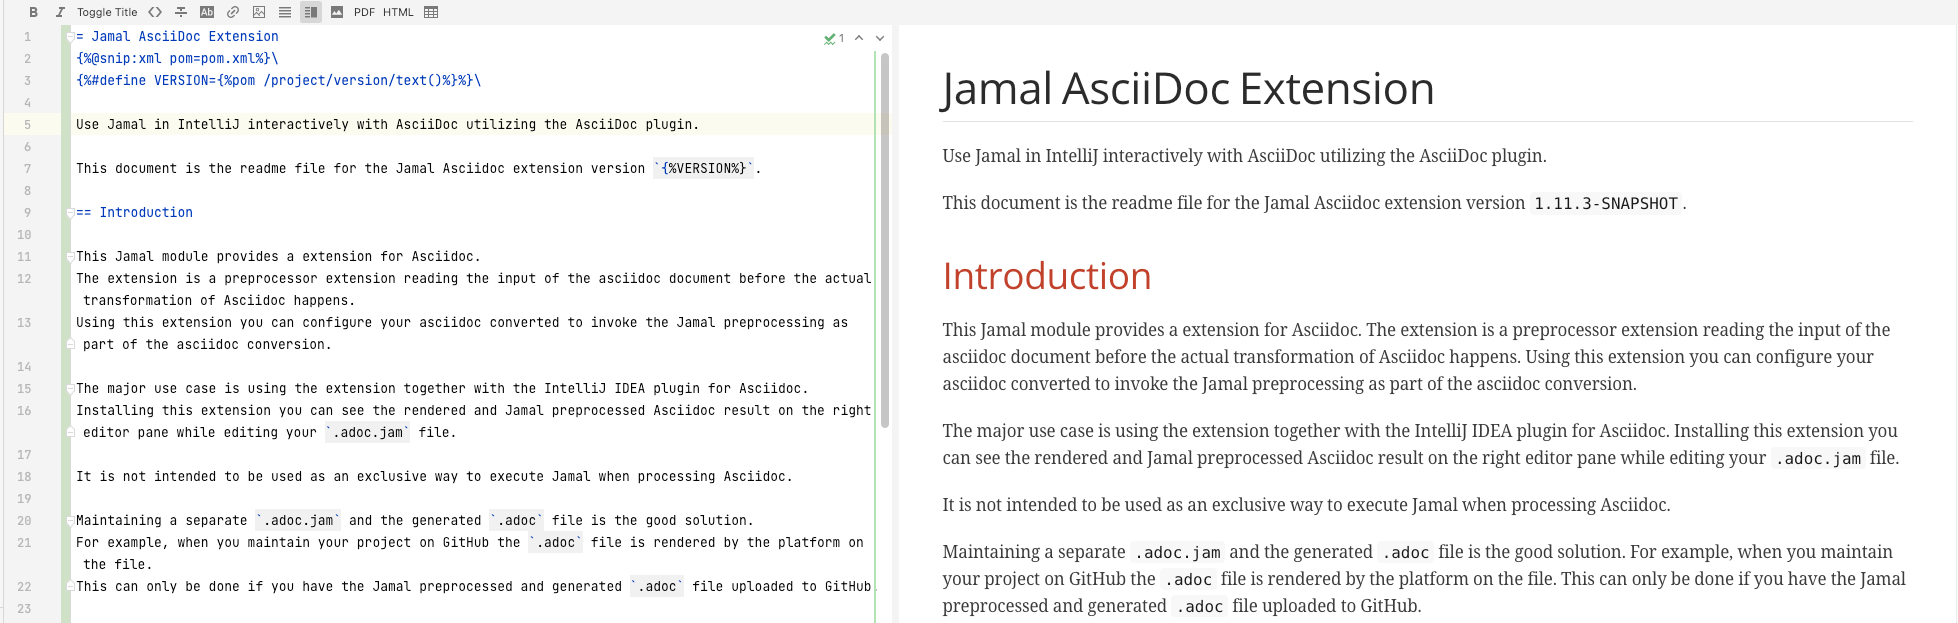 B I Toggle Title <> Ab PDF HTML
1 = Jamal AsciiDoc Extension
2 {%@snip:xml pom=pom.xml%}\
3 {%#define VERSION={%pom /project/version/text()%}%}\
4
5 Use Jamal in IntelliJ interactively with AsciiDoc utilizing the AsciiDoc plugin.
6
7 This document is the readme file for the Jamal Asciidoc extension version `{%VERSION%}`.
8
9 == Introduction
10
11 This Jamal module provides a extension for Asciidoc.
12 The extension is a preprocessor extension reading the input of the asciidoc document before the actual
transformation of Asciidoc happens.
13 Using this extension you can configure your asciidoc converted to invoke the Jamal preprocessing as
part of the asciidoc conversion.
14
15 The major use case is using the extension together with the IntelliJ IDEA plugin for Asciidoc.
16 Installing this extension you can see the rendered and Jamal preprocessed Asciidoc result on the right
editor pane while editing your `.adoc.jam` file.
17
18 It is not intended to be used as an exclusive way to execute Jamal when processing Asciidoc.
19
20 Maintaining a separate `.adoc.jam` and the generated `.adoc` file is the good solution.
21 For example, when you maintain your project on GitHub the `.adoc` file is rendered by the platform on
the file.
22 This can only be done if you have the Jamal preprocessed and generated `.adoc` file uploaded to GitHub.
23
1
Jamal AsciiDoc Extension
Use Jamal in IntelliJ interactively with AsciiDoc utilizing the AsciiDoc plugin.
This document is the readme file for the Jamal Asciidoc extension version 1.11.3-SNAPSHOT.
Introduction
This Jamal module provides a extension for Asciidoc. The extension is a preprocessor extension reading the input of the
asciidoc document before the actual transformation of Asciidoc happens. Using this extension you can configure your
asciidoc converted to invoke the Jamal preprocessing as part of the asciidoc conversion.
The major use case is using the extension together with the IntelliJ IDEA plugin for Asciidoc. Installing this extension you
can see the rendered and Jamal preprocessed Asciidoc result on the right editor pane while editing your .adoc.jam file.
It is not intended to be used as an exclusive way to execute Jamal when processing Asciidoc.
Maintaining a separate .adoc.jam and the generated .adoc file is the good solution. For example, when you maintain
your project on GitHub the .adoc file is rendered by the platform on the file. This can only be done if you have the Jamal
preprocessed and generated .adoc file uploaded to GitHub.